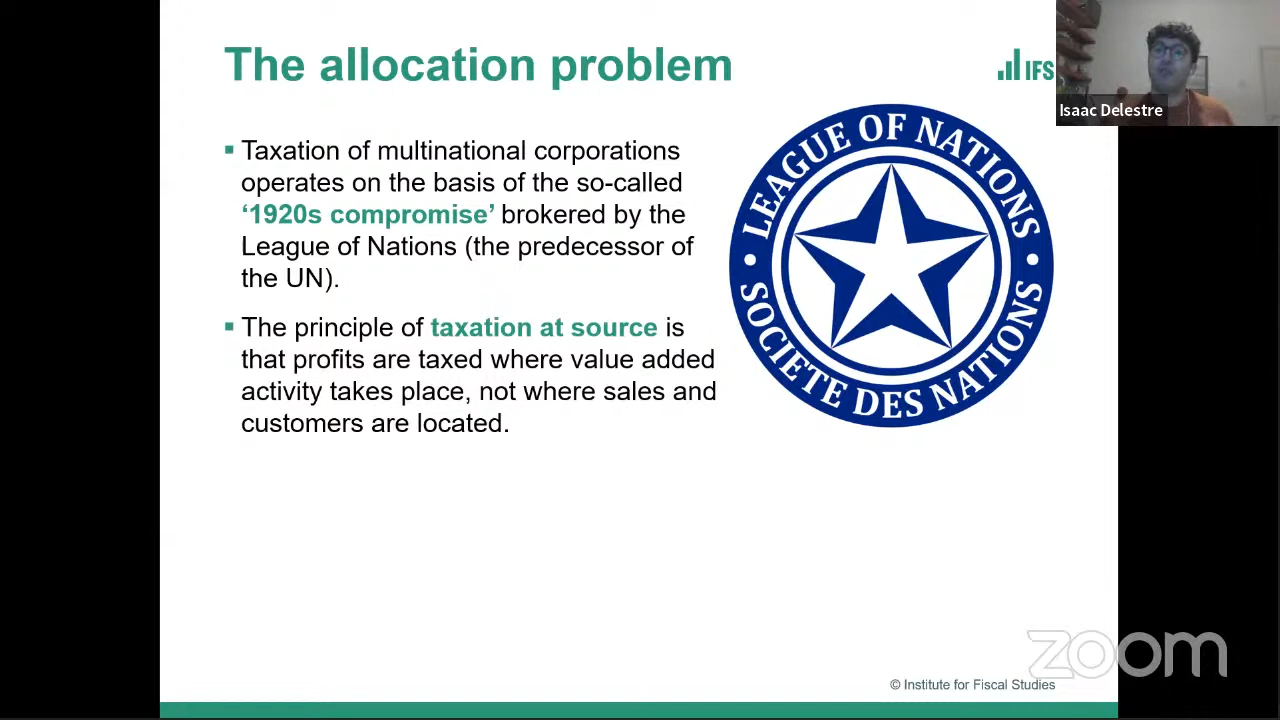 The allocation problem
IFS
Isaac Delestre
▪ Taxation of multinational corporations
operates on the basis of the so-called
‘1920s compromise’ brokered by the
League of Nations (the predecessor of
the UN).
▪ The principle of taxation at source is
that profits are taxed where value added
activity takes place, not where sales and
customers are located.
LEAGUE OF NATIONS
SOCIETE DES NATIONS
zoom
© Institute for Fiscal Studies